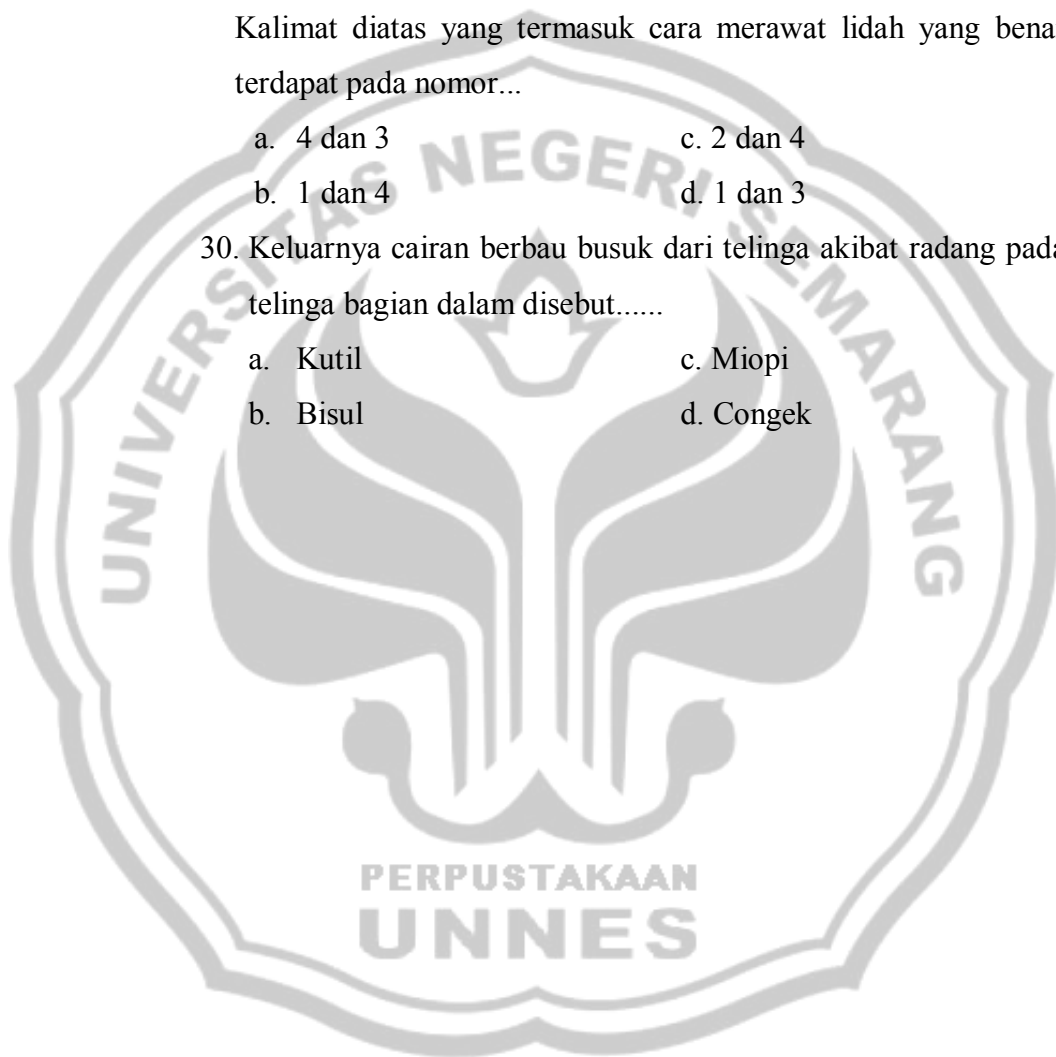 Kalimat diatas yang termasuk cara merawat lidah yang bena
terdapat pada nomor...
a. 4 dan 3 c. 2 dan 4
b. 1 dan 4 d. 1 dan 3
30. Keluarnya cairan berbau busuk dari telinga akibat radang pada
telinga bagian dalam disebut......
a. Kutil c. Miopi
b. Bisul d. Congek
UNIVERSITAS NEGERI SEMARANG
PERPUSTAKAAN
UNNES